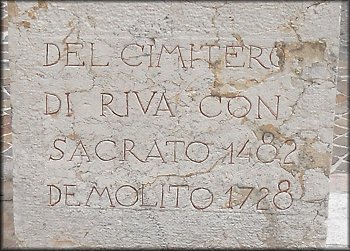 DEL CIMITERO
DI RIVA CON
SACRATO 1482
DEMOLITO 1728